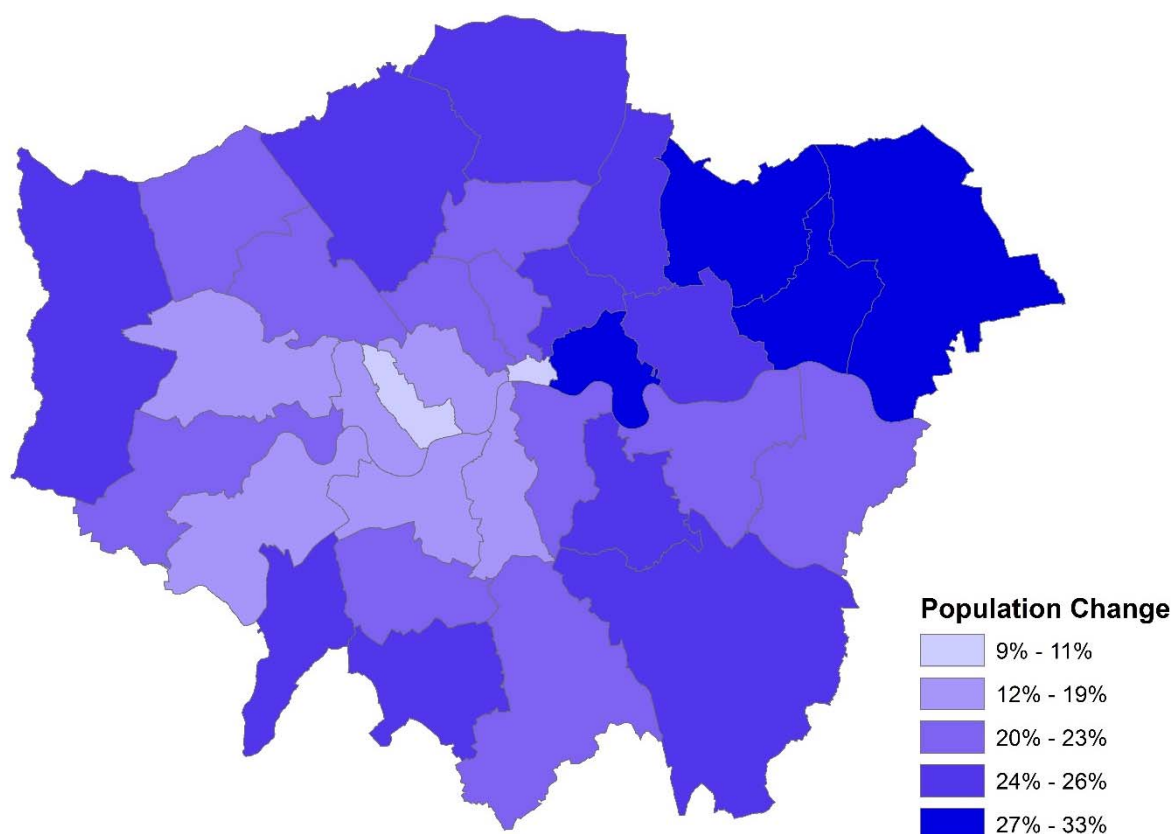 Population Change
9% - 11%
12% - 19%
20% - 23%
24% - 26%
27% - 33%